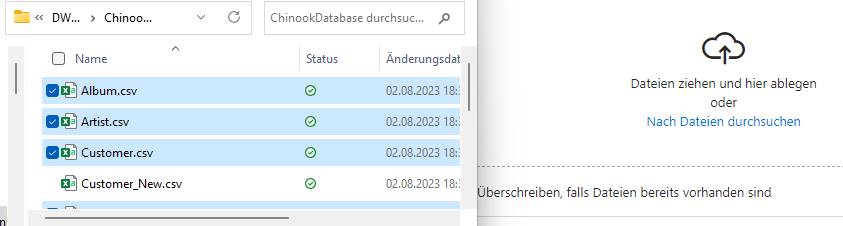 DW...
Chinoo...
ChinookDatabase durchsuc...
Name
Status
Änderungsdat
Album.csv
02.08.2023 18:
Artist.csv
02.08.2023 18:
Customer.csv
02.08.2023 18:
Customer_New.csv
02.08.2023 18:
Dateien ziehen und hier ablegen
oder
Nach Dateien durchsuchen
Überschreiben, falls Dateien bereits vorhanden sind